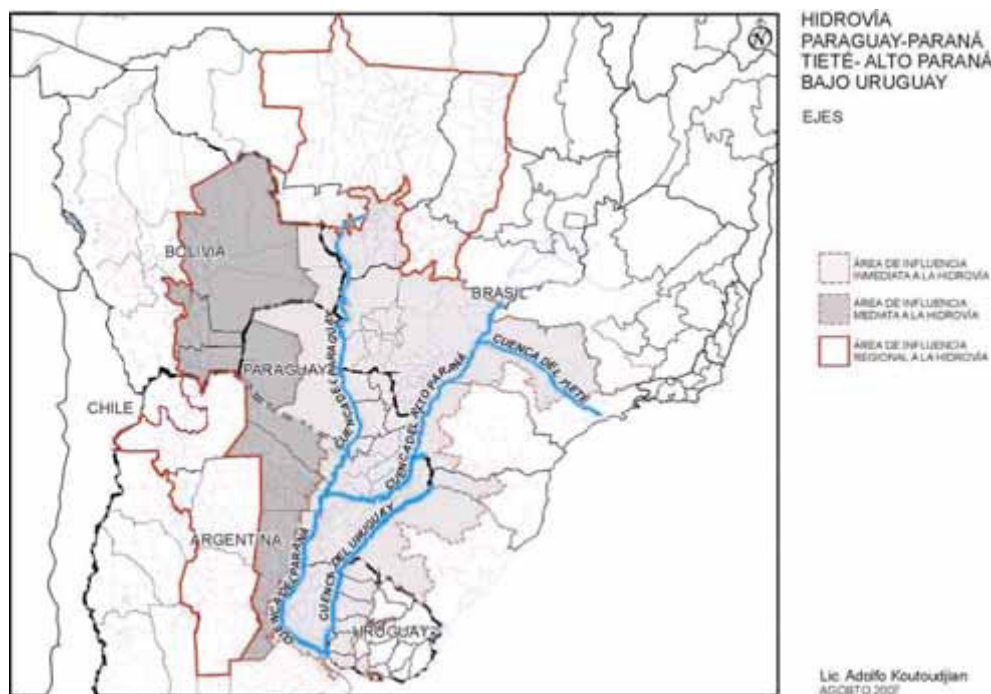 HIDROVÍA
PARAGUAY-PARANÁ
TIETÉ- ALTO PARANÁ
BAJO URUGUAY
EJES
ÁREA DE INFLUENCIA
INMEDIATA A LA HIDROVÍA
ÁREA DE INFLUENCIA
MEDIATA A LA HIDROVÍA
ÁREA DE INFLUENCIA
REGIONAL A LA HIDROVÍA
BOLIVIA
BRASIL
PARAGUAY
CHILE
ARGENTINA
URUGUAY
CUENCA DEL PARAGUAY
CUENCA DEL ALTO PARANÁ
CUENCA DEL TIETÉ
CUENCA DEL URUGUAY
CUENCA DEL PARANÁ
Lic. Adolfo Koutoudjian
AGOSTO 2007